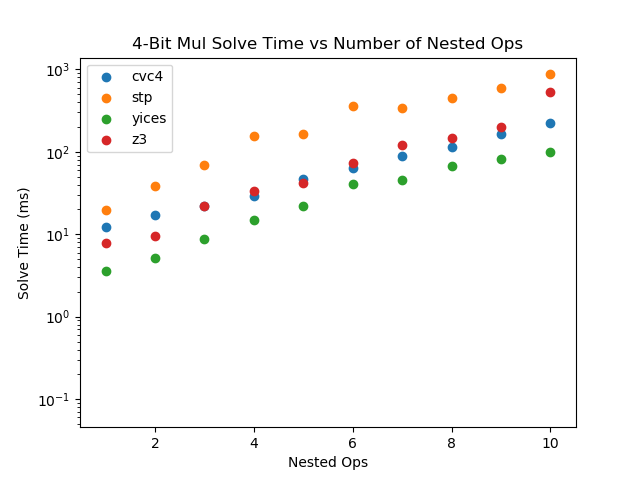 4-Bit Mul Solve Time vs Number of Nested Ops
cvc4
stp
yices
z3
Solve Time (ms)
10³
10²
10¹
10⁰
10⁻¹
2
4
6
8
10
Nested Ops